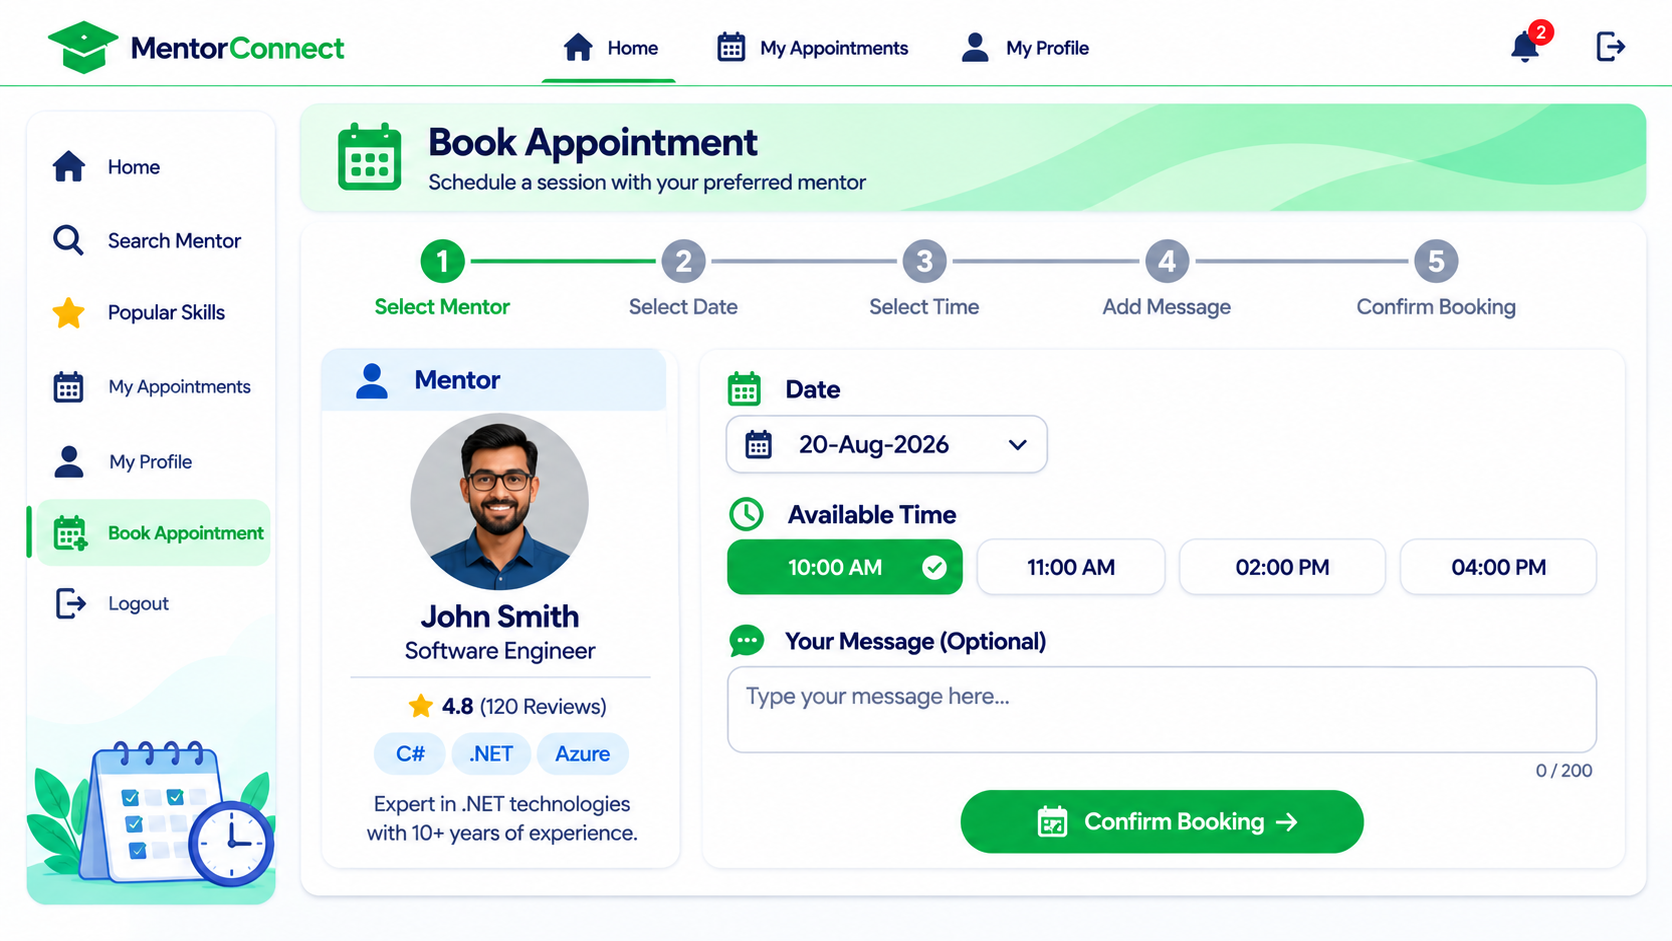 MentorConnect
Home
My Appointments
My Profile
2
Home
Search Mentor
Popular Skills
My Appointments
My Profile
Book Appointment
Logout
Book Appointment
Schedule a session with your preferred mentor
1
2
3
4
5
Select Mentor
Select Date
Select Time
Add Message
Confirm Booking
Mentor
John Smith
Software Engineer
4.8 (120 Reviews)
C#
.NET
Azure
Expert in .NET technologies
with 10+ years of experience.
Date
20-Aug-2026
Available Time
10:00 AM
11:00 AM
02:00 PM
04:00 PM
Your Message (Optional)
Type your message here...
0 / 200
Confirm Booking